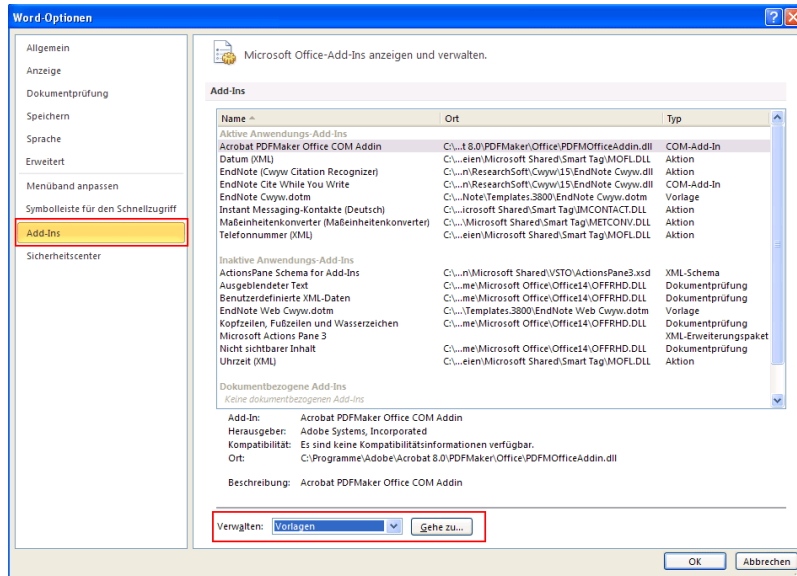 Word-Optionen
Allgemein
Anzeige
Dokumentprüfung
Speichern
Sprache
Erweitert
Menüband anpassen
Symbolleiste für den Schnellzugriff
Add-Ins
Sicherheitscenter
Microsoft Office-Add-Ins anzeigen und verwalten.
Add-Ins
Name Ort Typ
Aktive Anwendungs-Add-Ins
Acrobat PDFMaker Office COM Addin C:\...t 8.0\PDFMaker\Office\PDFMOfficeAddin.dll COM-Add-In
Datum (XML) C:\...eien\Microsoft Shared\Smart Tag\MOFL.DLL Aktion
EndNote (Cwyw Citation Recognizer) C:\...n\ResearchSoft\Cwyw\15\EndNote Cwyw.dll Aktion
EndNote Cite While You Write C:\...n\ResearchSoft\Cwyw\15\EndNote Cwyw.dll COM-Add-In
EndNote Cwyw.dotm C:\...Note\Templates.3800\EndNote Cwyw.dotm Vorlage
Instant Messaging-Kontakte (Deutsch) C:\...icrosoft Shared\Smart Tag\IMCONTACT.DLL Aktion
Maßeinheitenkonverter (Maßeinheitenkonverter) C:\...\Microsoft Shared\Smart Tag\METCONV.DLL Aktion
Telefonnummer (XML) C:\...eien\Microsoft Shared\Smart Tag\MOFL.DLL Aktion
Inaktive Anwendungs-Add-Ins
ActionsPane Schema for Add-Ins C:\...n\Microsoft Shared\VSTO\ActionsPane3.xsd XML-Schema
Ausgeblendeter Text C:\...me\Microsoft Office\Office14\OFFRHD.DLL Dokumentprüfung
Benutzerdefinierte XML-Daten C:\...me\Microsoft Office\Office14\OFFRHD.DLL Dokumentprüfung
EndNote Web Cwyw.dotm C:\...\Templates.3800\EndNote Web Cwyw.dotm Vorlage
Kopfzeilen, Fußzeilen und Wasserzeichen C:\...me\Microsoft Office\Office14\OFFRHD.DLL Dokumentprüfung
Microsoft Actions Pane 3 XML-Erweiterungspaket
Nicht sichtbarer Inhalt C:\...me\Microsoft Office\Office14\OFFRHD.DLL Dokumentprüfung
Uhrzeit (XML) C:\...eien\Microsoft Shared\Smart Tag\MOFL.DLL Aktion
Dokumentbezogene Add-Ins
Keine dokumentbezogenen Add-Ins
Add-In: Acrobat PDFMaker Office COM Addin
Herausgeber: Adobe Systems, Incorporated
Kompatibilität: Es sind keine Kompatibilitätsinformationen verfügbar.
Ort: C:\Programme\Adobe\Acrobat 8.0\PDFMaker\Office\PDFMOfficeAddin.dll
Beschreibung: Acrobat PDFMaker Office COM Addin
Verwalten: Vorlagen Gehe zu...
OK Abbrechen